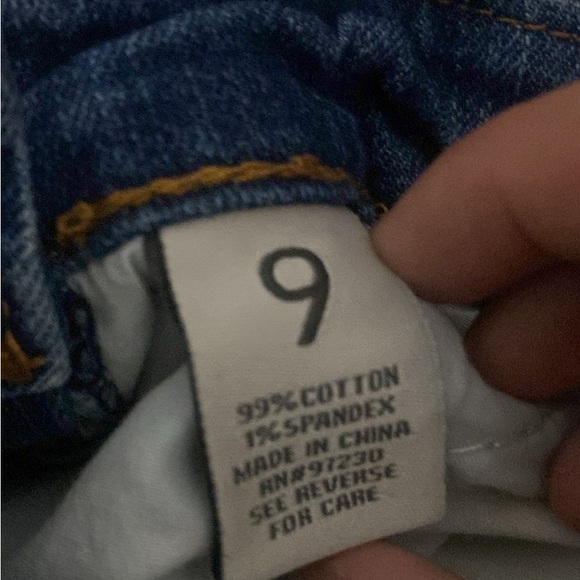 9
99%COTTON
1%SPANDEX
MADE IN CHINA
RN#97230
SEE REVERSE
FOR CARE